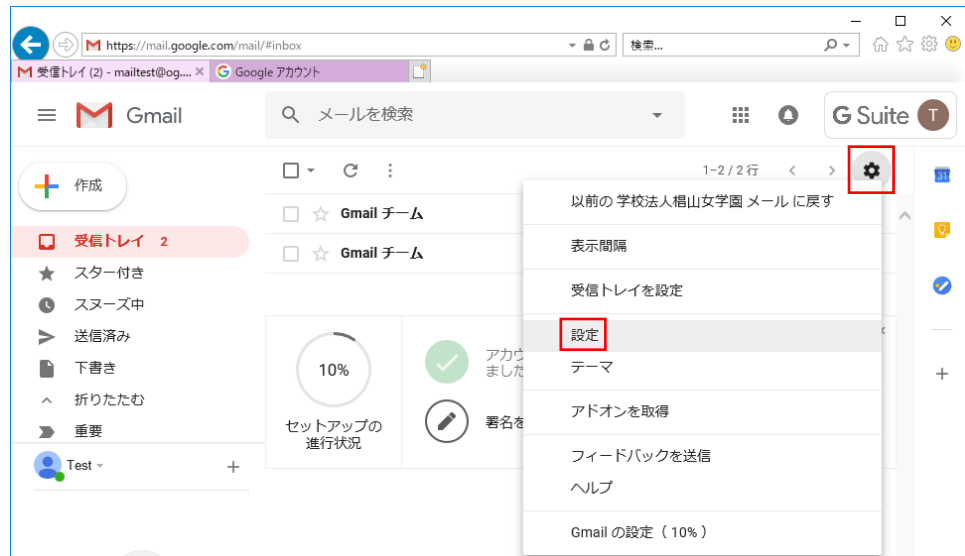 https://mail.google.com/mail/#inbox
検索...
受信トレイ (2) - mailtest@og....
Google アカウント
Gmail
メールを検索
G Suite
T
作成
1-2 / 2 行
31
以前の 学校法人椙山女学園 メール に戻す
Gmail チーム
受信トレイ 2
表示間隔
Gmail チーム
スター付き
受信トレイを設定
スヌーズ中
送信済み
設定
下書き
10%
アカウ
ました
テーマ
折りたたむ
アドオンを取得
重要
セットアップの
進行状況
署名を
フィードバックを送信
Test
ヘルプ
Gmail の設定（10%）